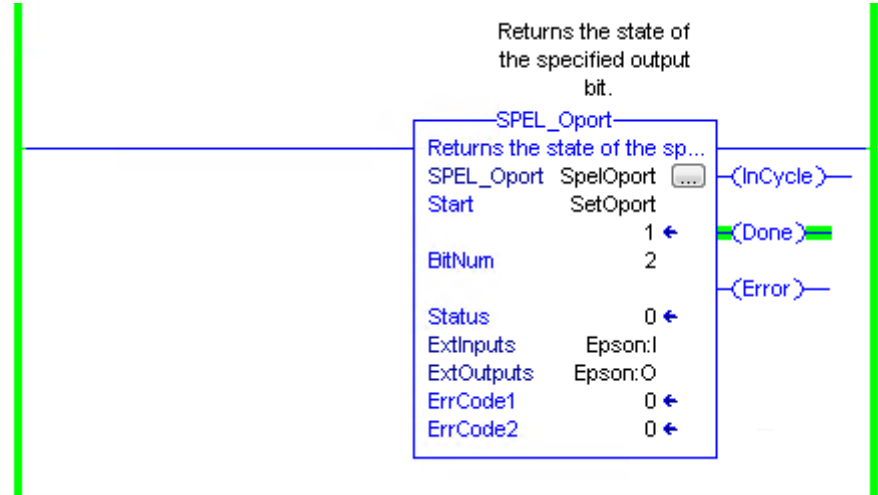 Returns the state of
the specified output
bit.
SPEL_Oport
Returns the state of the sp...
SPEL_Oport SpelOport ... (InCycle)
Start SetOport
1 (Done)
BitNum 2
(Error)
Status 0
ExtInputs Epson:I
ExtOutputs Epson:O
ErrCode1 0
ErrCode2 0